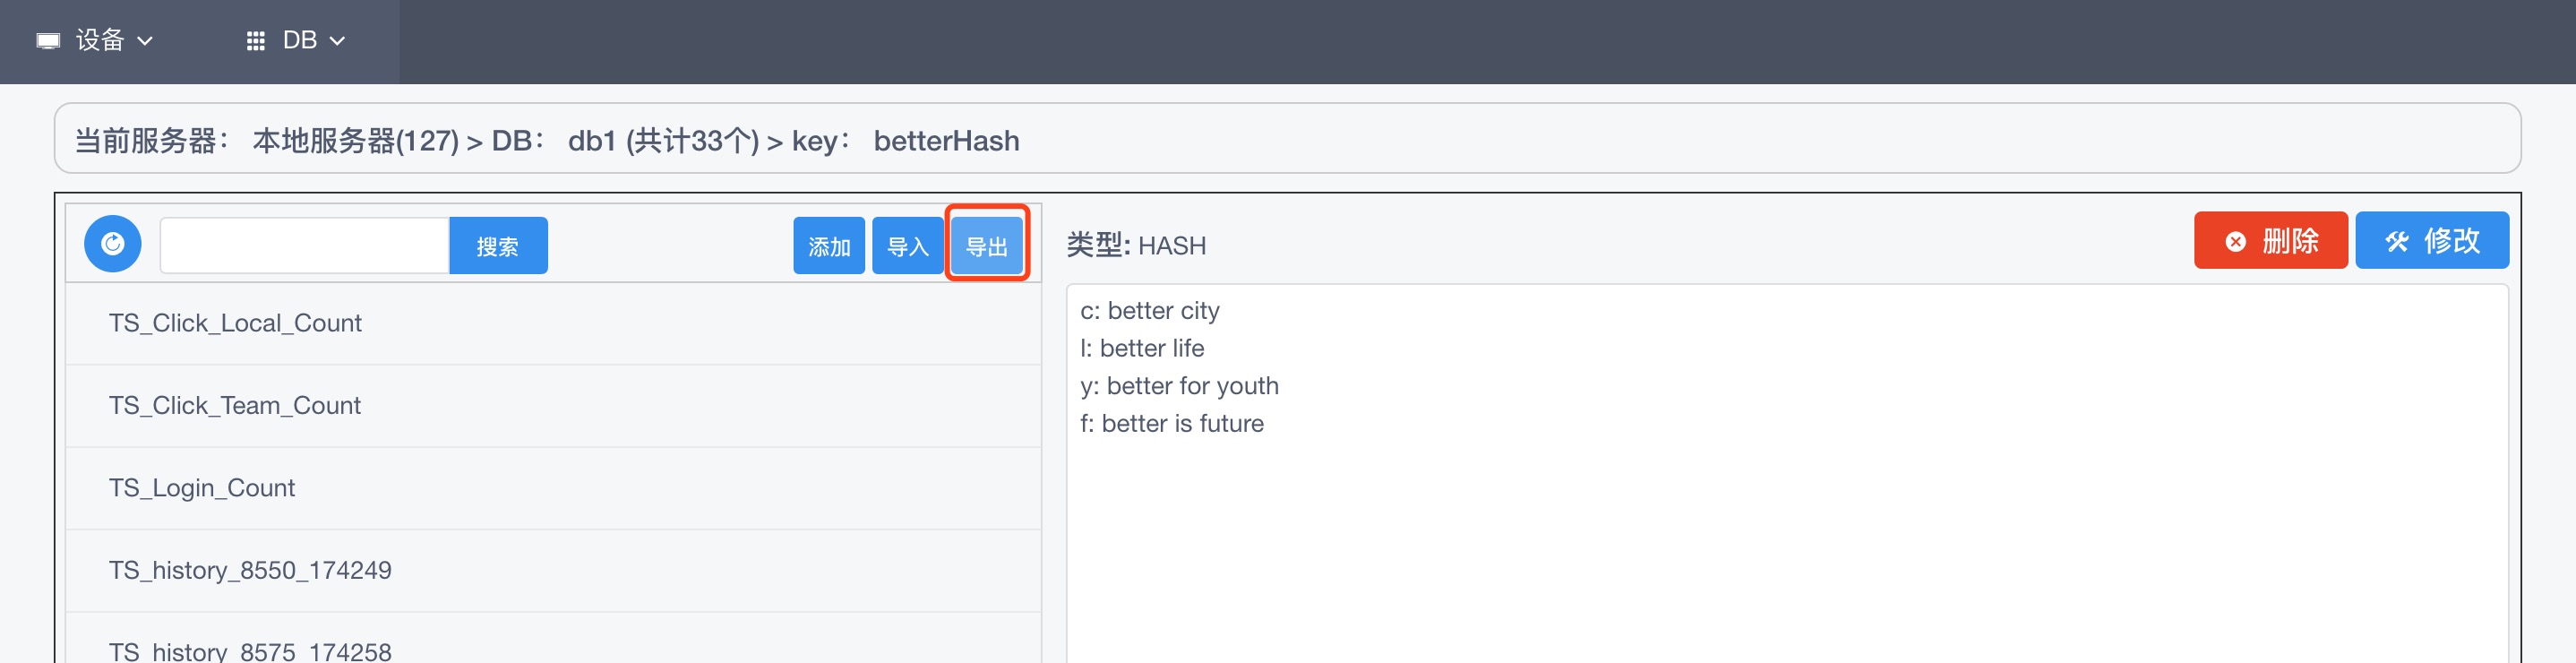 设备 DB
当前服务器： 本地服务器(127) > DB： db1 (共计33个) > key： betterHash
搜索 添加 导入 导出
TS_Click_Local_Count
TS_Click_Team_Count
TS_Login_Count
TS_history_8550_174249
TS_history_8575_174258
类型: HASH 删除 修改
c: better city
l: better life
y: better for youth
f: better is future